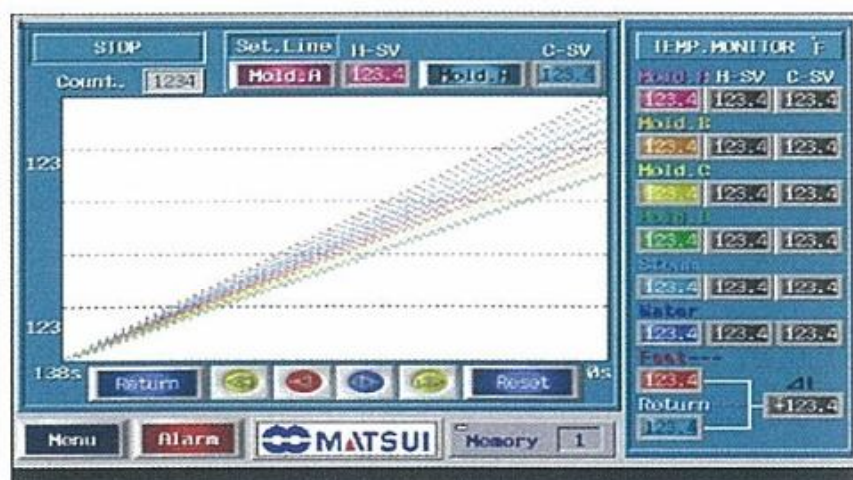 STOP
Set.Line H-SV C-SV
Count.. 1234
Mold.A 123.4 Mold.A 123.4
123
123
138s 0s
Return Reset
Menu Alarm MATSUI Memory 1
TEMP.MONITOR °F
H-SV C-SV
123.4 123.4 123.4
Mold.B
123.4 123.4 123.4
Mold.C
123.4 123.4 123.4
123.4 123.4 123.4
123.4 123.4 123.4
Water
123.4 123.4 123.4
123.4
Return
+123.4
123.4